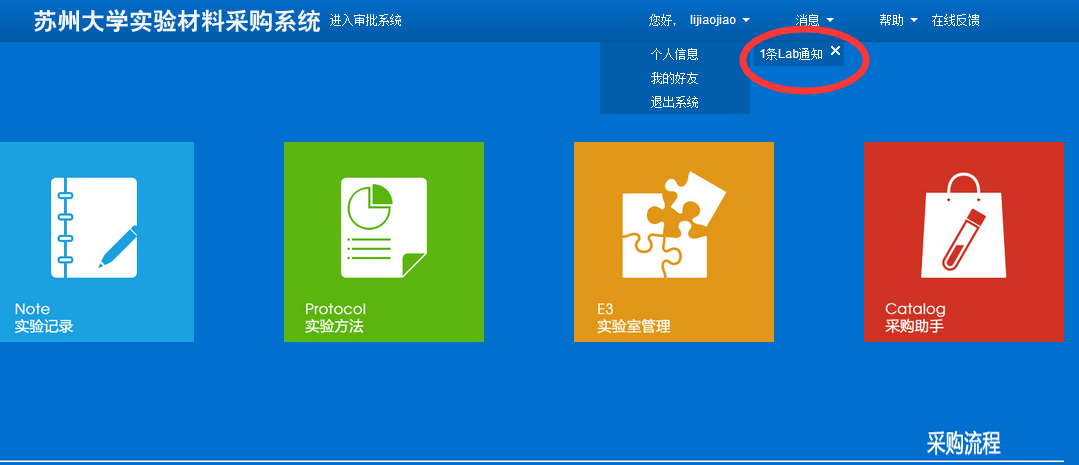 苏州大学实验材料采购系统 进入审批系统 您好, lijiaojiao 消息 帮助 在线反馈
个人信息 1条Lab通知
我的好友
退出系统
Note
实验记录
Protocol
实验方法
E3
实验室管理
Catalog
采购助手
采购流程